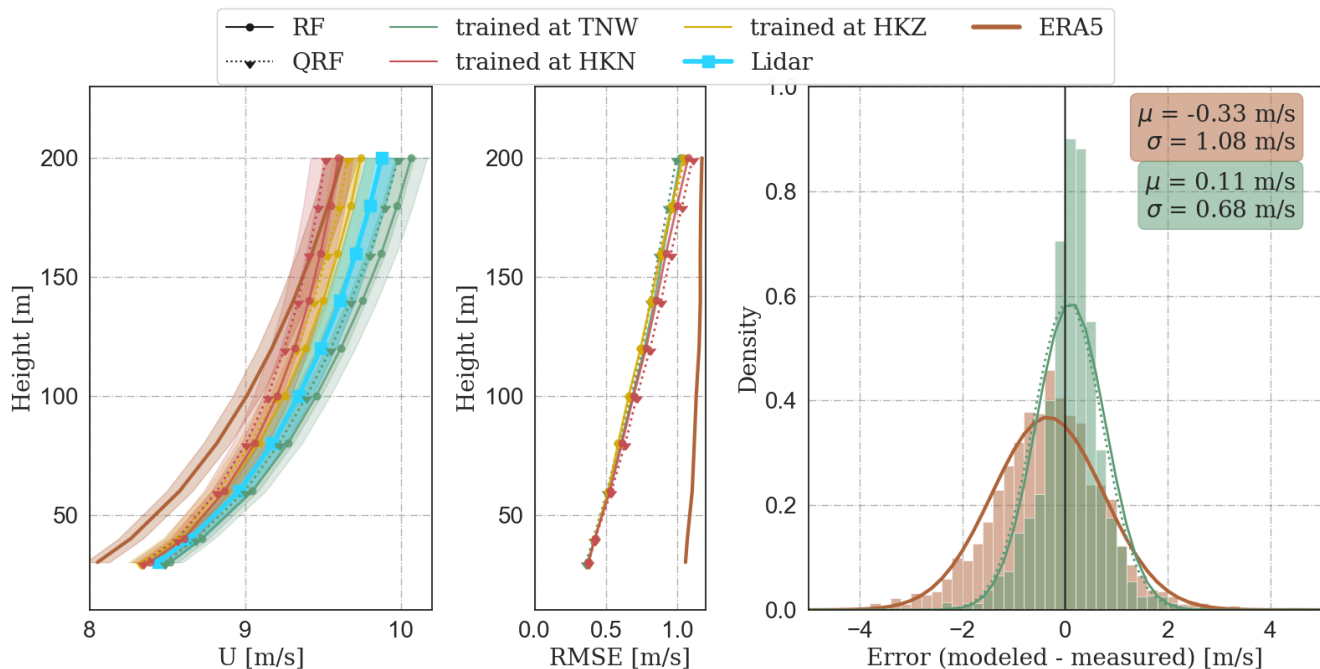 RF
trained at TNW
trained at HKZ
ERA5
QRF
trained at HKN
Lidar
200
150
100
50
Height [m]
8
9
10
U [m/s]
200
150
100
50
Height [m]
0.0
0.5
1.0
RMSE [m/s]
1.0
0.8
0.6
0.4
0.2
0.0
Density
μ = -0.33 m/s
σ = 1.08 m/s
μ = 0.11 m/s
σ = 0.68 m/s
−4
−2
0
2
4
Error (modeled - measured) [m/s]